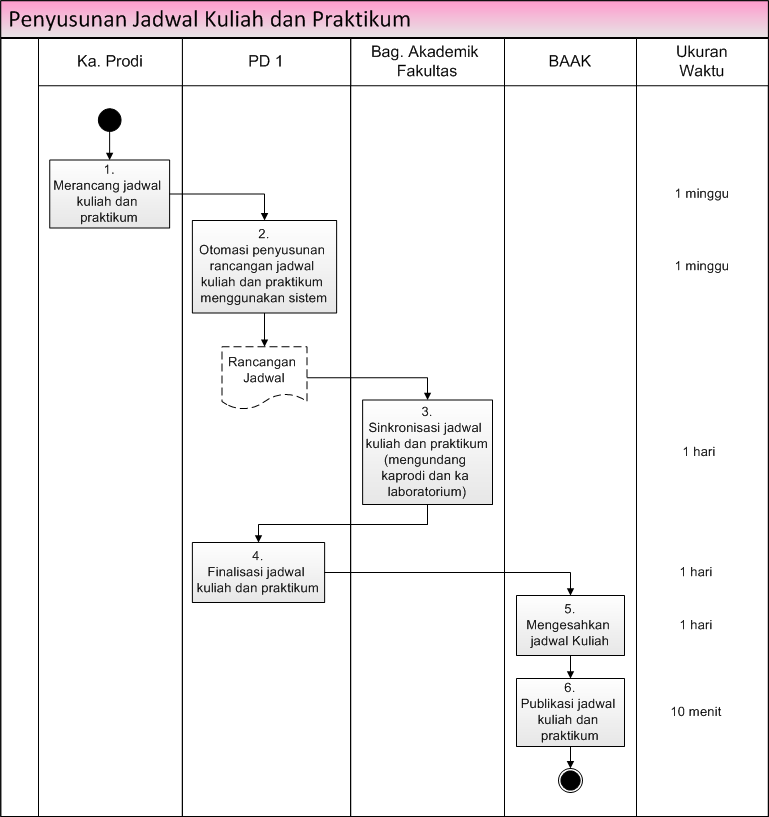 Penyusunan Jadwal Kuliah dan Praktikum
Ka. Prodi
PD 1
Bag. Akademik
Fakultas
BAAK
Ukuran
Waktu
1.
Merancang jadwal
kuliah dan
praktikum
1 minggu
2.
Otomasi penyusunan
rancangan jadwal
kuliah dan praktikum
menggunakan sistem
1 minggu
Rancangan
Jadwal
3.
Sinkronisasi jadwal
kuliah dan praktikum
(mengundang
kaprodi dan ka
laboratorium)
1 hari
4.
Finalisasi jadwal
kuliah dan praktikum
1 hari
5.
Mengesahkan
jadwal Kuliah
1 hari
6.
Publikasi jadwal
kuliah dan
praktikum
10 menit